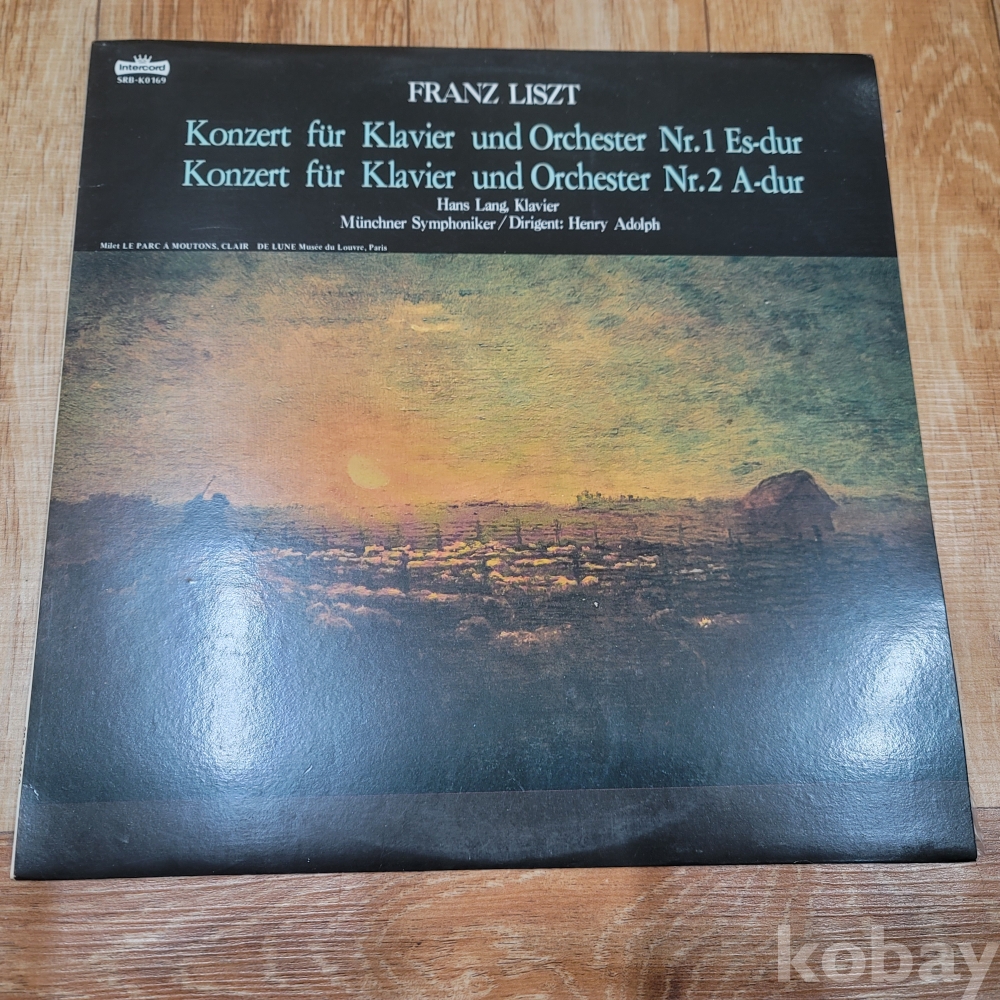 intercord
SRB-K0169
FRANZ LISZT
Konzert für Klavier und Orchester Nr.1 Es-dur
Konzert für Klavier und Orchester Nr.2 A-dur
Hans Lang, Klavier
Münchner Symphoniker / Dirigent: Henry Adolph
Milet LE PARC À MOUTONS, CLAIR DE LUNE Musée du Louvre, Paris
kobay